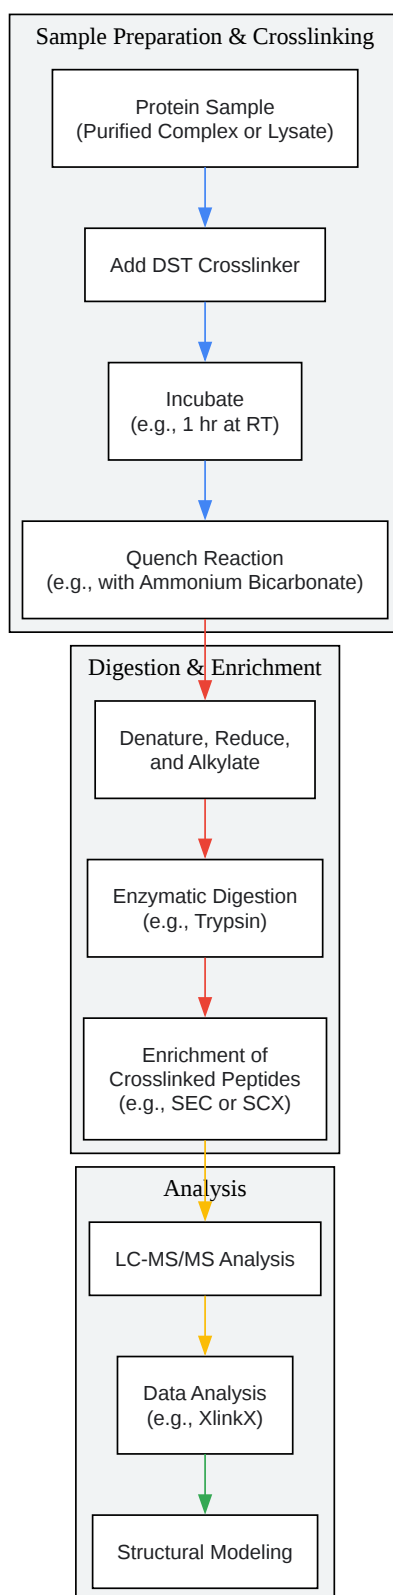 Sample Preparation & Crosslinking
Protein Sample
(Purified Complex or Lysate)
Add DST Crosslinker
Incubate
(e.g., 1 hr at RT)
Quench Reaction
(e.g., with Ammonium Bicarbonate)
Digestion & Enrichment
Denature, Reduce,
and Alkylate
Enzymatic Digestion
(e.g., Trypsin)
Enrichment of
Crosslinked Peptides
(e.g., SEC or SCX)
Analysis
LC-MS/MS Analysis
Data Analysis
(e.g., XlinkX)
Structural Modeling